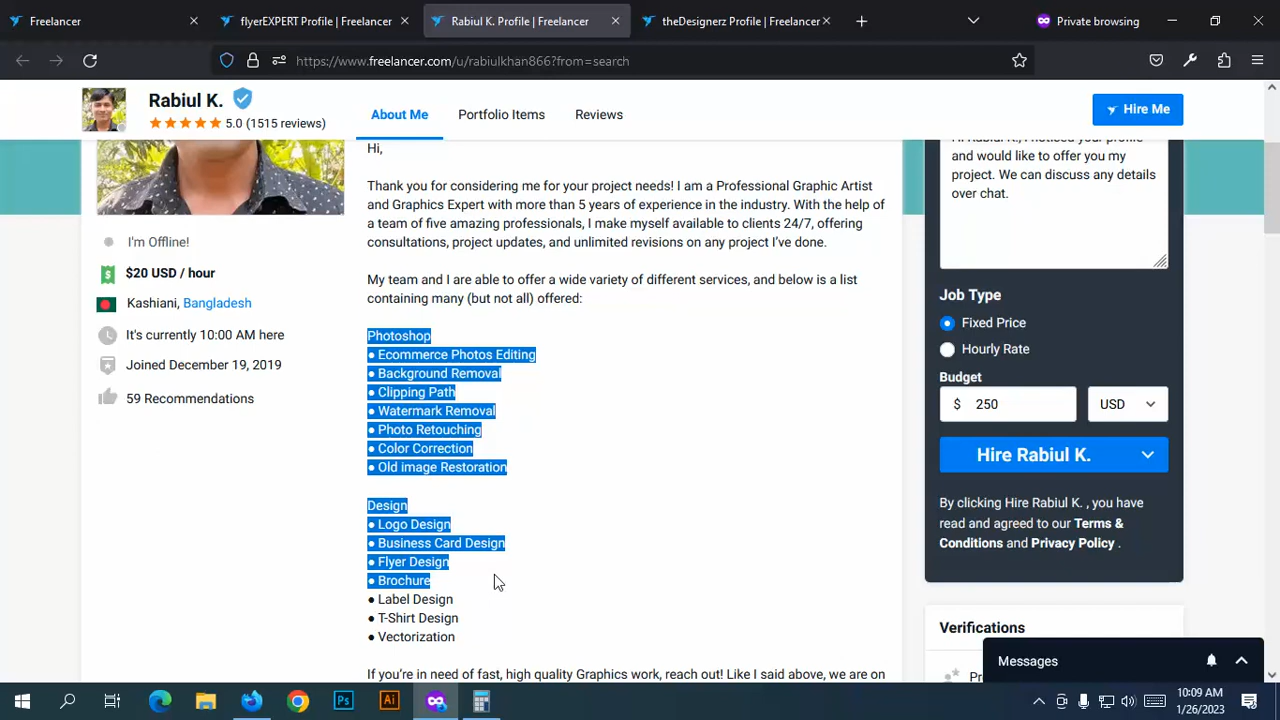 Freelancer
flyerEXPERT Profile | Freelancer
Rabiul K. Profile | Freelancer
theDesignerz Profile | Freelancer
Private browsing
https://www.freelancer.com/u/rabiulkhan866?from=search
Rabiul K.
5.0 (1515 reviews)
About Me
Portfolio Items
Reviews
Hire Me
I'm Offline!
$20 USD / hour
Kashiani, Bangladesh
It's currently 10:00 AM here
Joined December 19, 2019
59 Recommendations
Hi,
Thank you for considering me for your project needs! I am a Professional Graphic Artist
and Graphics Expert with more than 5 years of experience in the industry. With the help of
a team of five amazing professionals, I make myself available to clients 24/7, offering
consultations, project updates, and unlimited revisions on any project I've done.
My team and I are able to offer a wide variety of different services, and below is a list
containing many (but not all) offered:
Photoshop
● Ecommerce Photos Editing
● Background Removal
● Clipping Path
● Watermark Removal
● Photo Retouching
● Color Correction
● Old image Restoration
Design
● Logo Design
● Business Card Design
● Flyer Design
● Brochure
● Label Design
● T-Shirt Design
● Vectorization
If you're in need of fast, high quality Graphics work, reach out! Like I said above, we are on
Hi Rabiul K., I noticed your profile
and would like to offer you my
project. We can discuss any details
over chat.
Job Type
Fixed Price
Hourly Rate
Budget
$ 250
USD
Hire Rabiul K.
By clicking Hire Rabiul K. , you have
read and agreed to our Terms &
Conditions and Privacy Policy .
Verifications
Messages
Ps
Ai
10:09 AM
1/26/2023